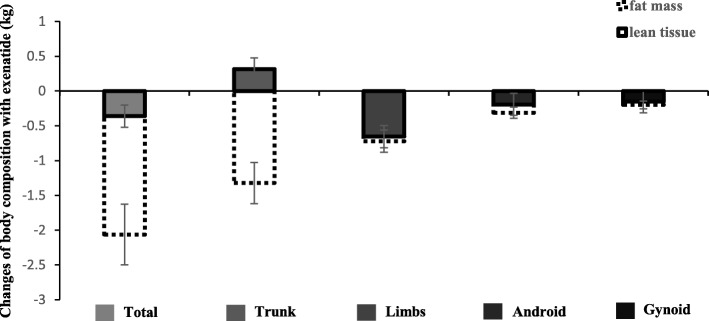 Changes of body composition with exenatide (kg)
1
0.5
0
-0.5
-1
-1.5
-2
-2.5
-3
fat mass
lean tissue
Total Trunk Limbs Android Gynoid